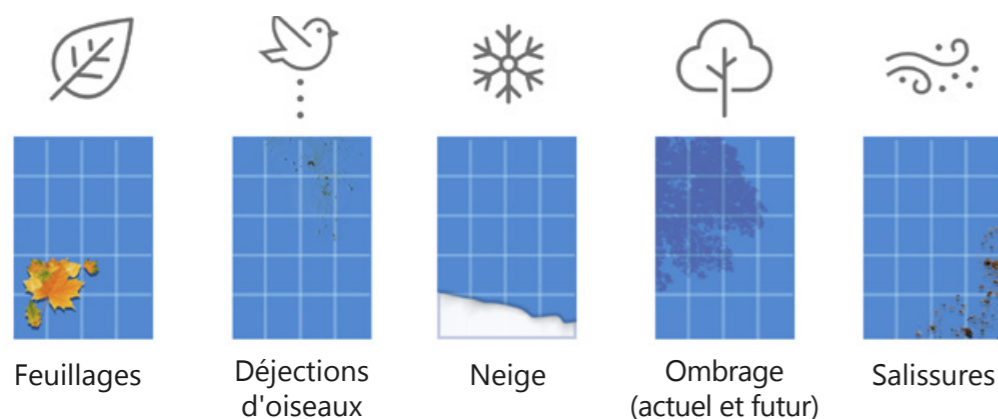 Feuillages
Déjections
d'oiseaux
Neige
Ombrage
(actuel et futur)
Salissures